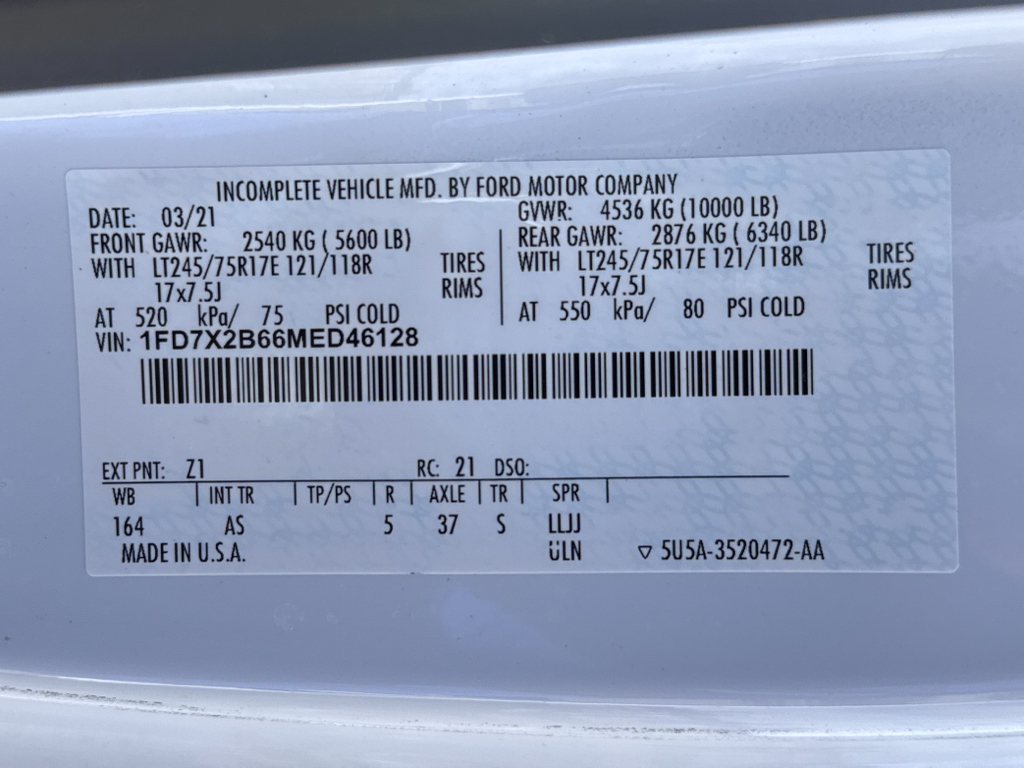 INCOMPLETE VEHICLE MFD. BY FORD MOTOR COMPANY
DATE: 03/21 GVWR: 4536 KG (10000 LB)
FRONT GAWR: 2540 KG ( 5600 LB) REAR GAWR: 2876 KG ( 6340 LB)
WITH LT245/75R17E 121/118R TIRES WITH LT245/75R17E 121/118R TIRES
17x7.5J RIMS 17x7.5J RIMS
AT 520 kPa/ 75 PSI COLD AT 550 kPa/ 80 PSI COLD
VIN: 1FD7X2B66MED46128
EXT PNT: Z1 RC: 21 DSO:
WB INT TR TP/PS R AXLE TR SPR
164 AS 5 37 S LLJJ
MADE IN U.S.A. ÜLN ▽ 5U5A-3520472-AA